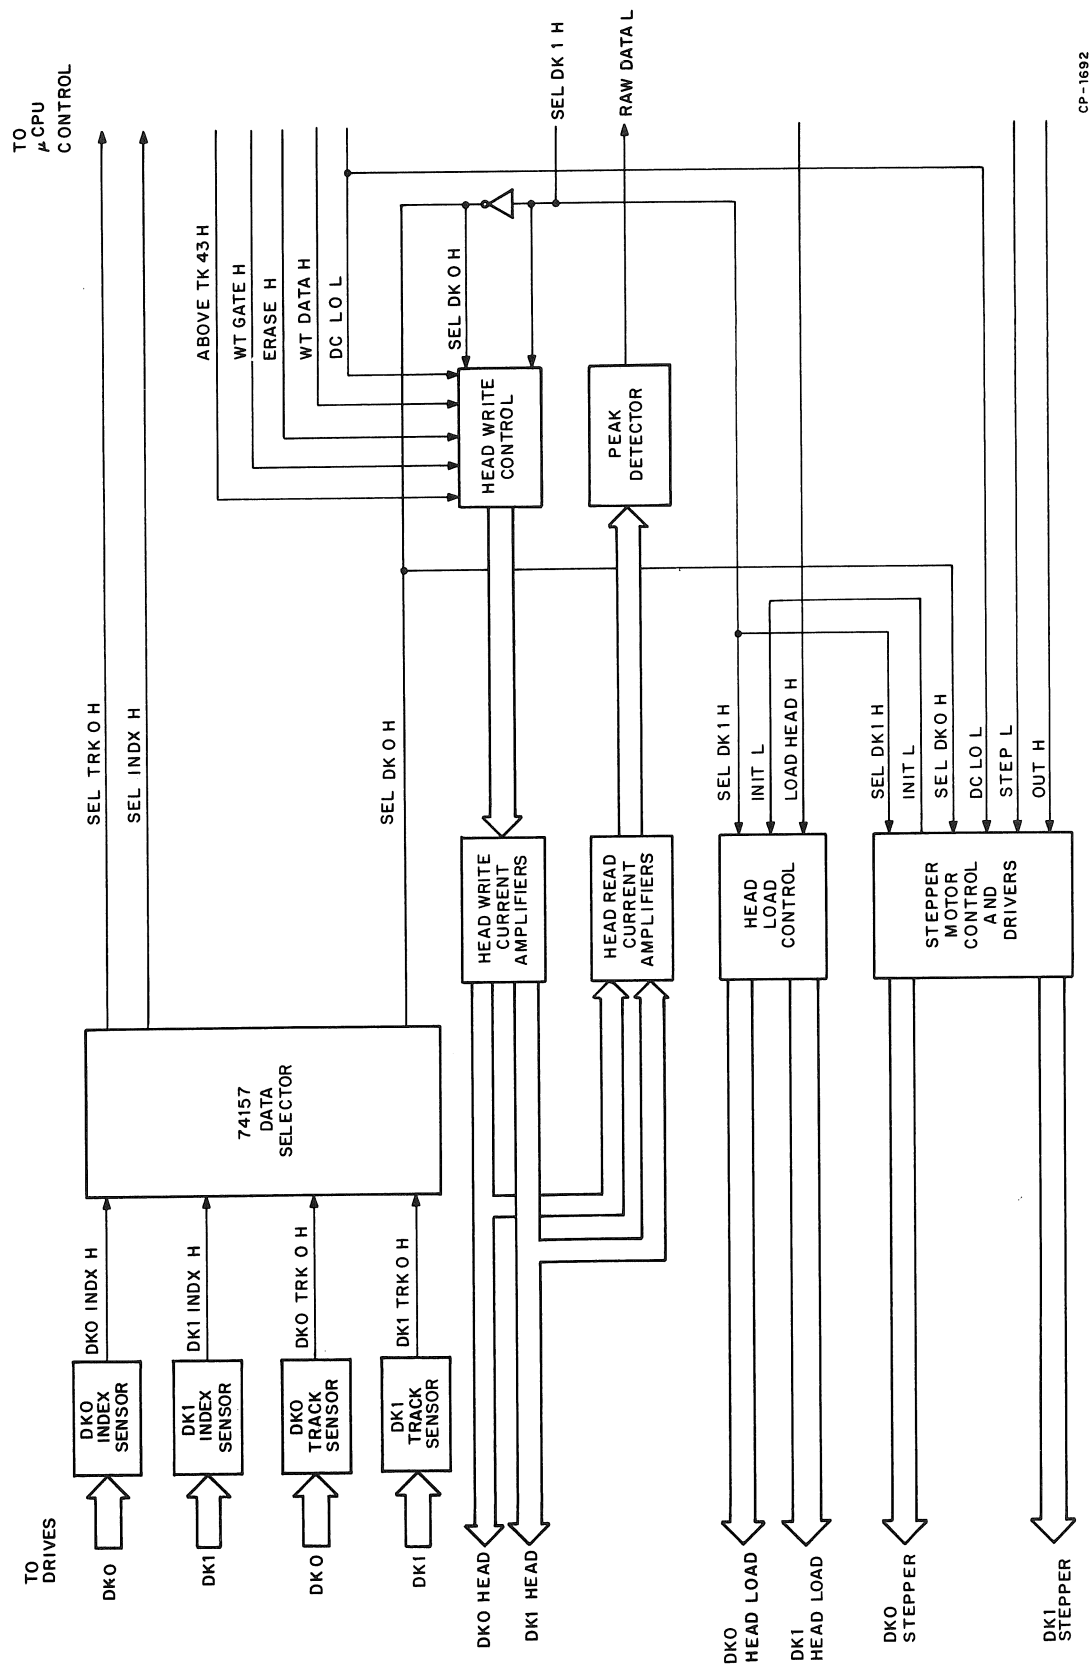 TO
DRIVES
TO
μCPU
CONTROL
DK0
DK0
INDEX
SENSOR
DK0 INDX H
DK1
DK1
INDEX
SENSOR
DK1 INDX H
DK0
DK0
TRACK
SENSOR
DK0 TRK 0 H
DK1
DK1
TRACK
SENSOR
DK1 TRK 0 H
74157
DATA
SELECTOR
SEL TRK 0 H
SEL INDX H
SEL DK 0 H
ABOVE TK 43 H
WT GATE H
ERASE H
WT DATA H
DC LO L
SEL DK 0 H
SEL DK 1 H
DK0 HEAD
DK1 HEAD
HEAD WRITE
CURRENT
AMPLIFIERS
HEAD WRITE
CONTROL
HEAD READ
CURRENT
AMPLIFIERS
PEAK
DETECTOR
RAW DATA L
DK0
HEAD LOAD
DK1
HEAD LOAD
HEAD
LOAD
CONTROL
SEL DK1 H
INIT L
LOAD HEAD H
DK0
STEPPER
DK1
STEPPER
STEPPER
MOTOR
CONTROL
AND
DRIVERS
SEL DK1 H
INIT L
SEL DK0 H
DC LO L
STEP L
OUT H
CP-1692